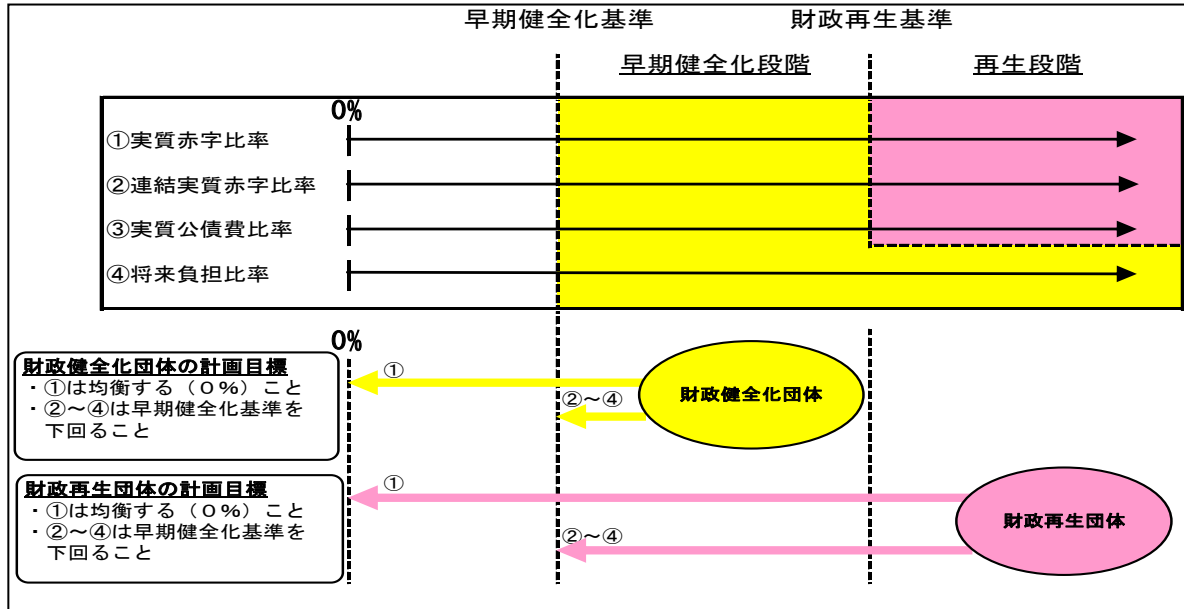 早期健全化基準 財政再生基準
早期健全化段階 再生段階
0%
①実質赤字比率
②連結実質赤字比率
③実質公債費比率
④将来負担比率
0%
財政健全化団体の計画目標
・①は均衡する（０％）こと
・②～④は早期健全化基準を
下回ること
①
②～④
財政健全化団体
財政再生団体の計画目標
・①は均衡する（０％）こと
・②～④は早期健全化基準を
下回ること
①
②～④
財政再生団体